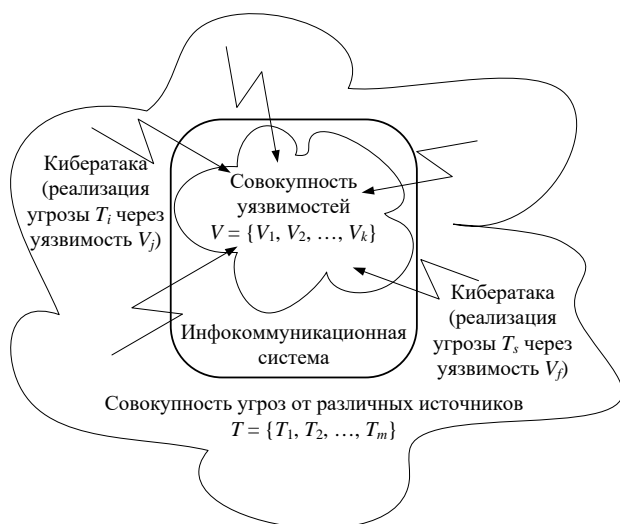 Кибератака
(реализация
угрозы Ti через
уязвимость Vj)
Совокупность
уязвимостей
V = {V1, V2, …, Vk}
Кибератака
(реализация
угрозы Ts через
уязвимость Vf)
Инфокоммуникационная
система
Совокупность угроз от различных источников
T = {T1, T2, …, Tm}